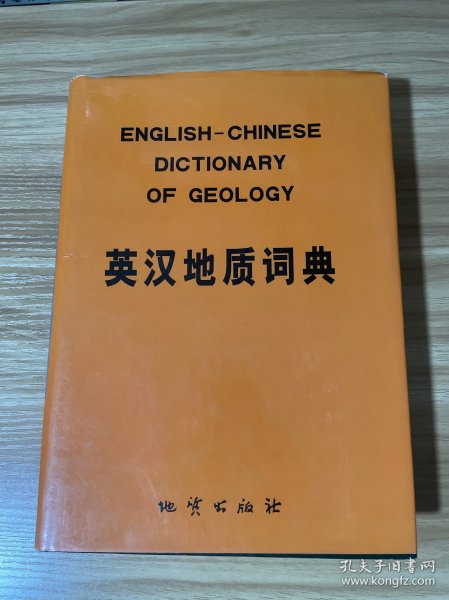 ENGLISH-CHINESE
DICTIONARY
OF GEOLOGY
英汉地质词典
地质出版社
孔夫子旧书网
www.kongfz.com